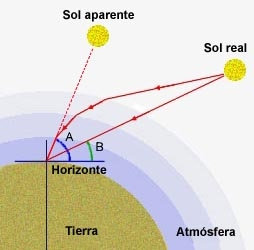 Sol aparente
Sol real
A
B
Horizonte
Tierra
Atmósfera